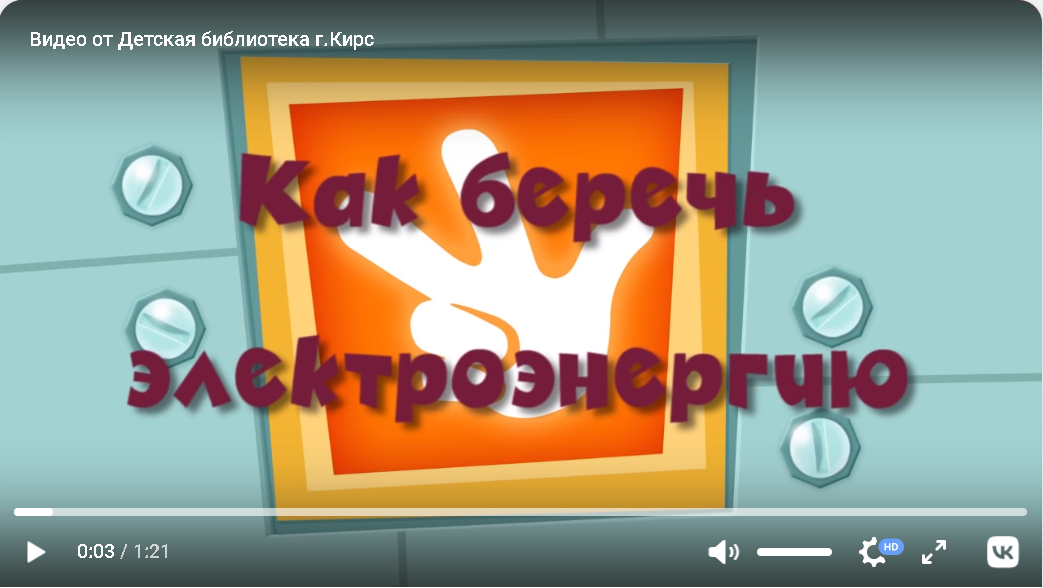 Видео от Детская библиотека г.Кирс
Как беречь
электроэнергию
0:03 / 1:21
HD